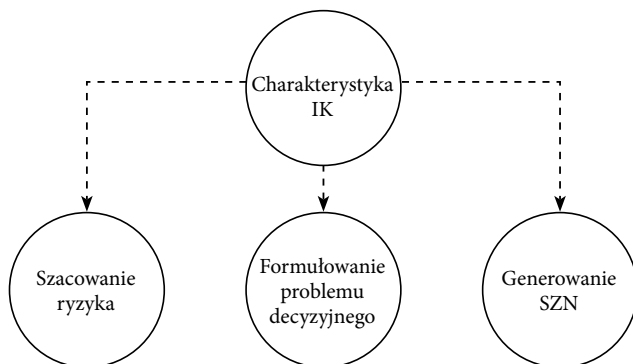 Charakterystyka
IK
Szacowanie
ryzyka
Formułowanie
problemu
decyzyjnego
Generowanie
SZN